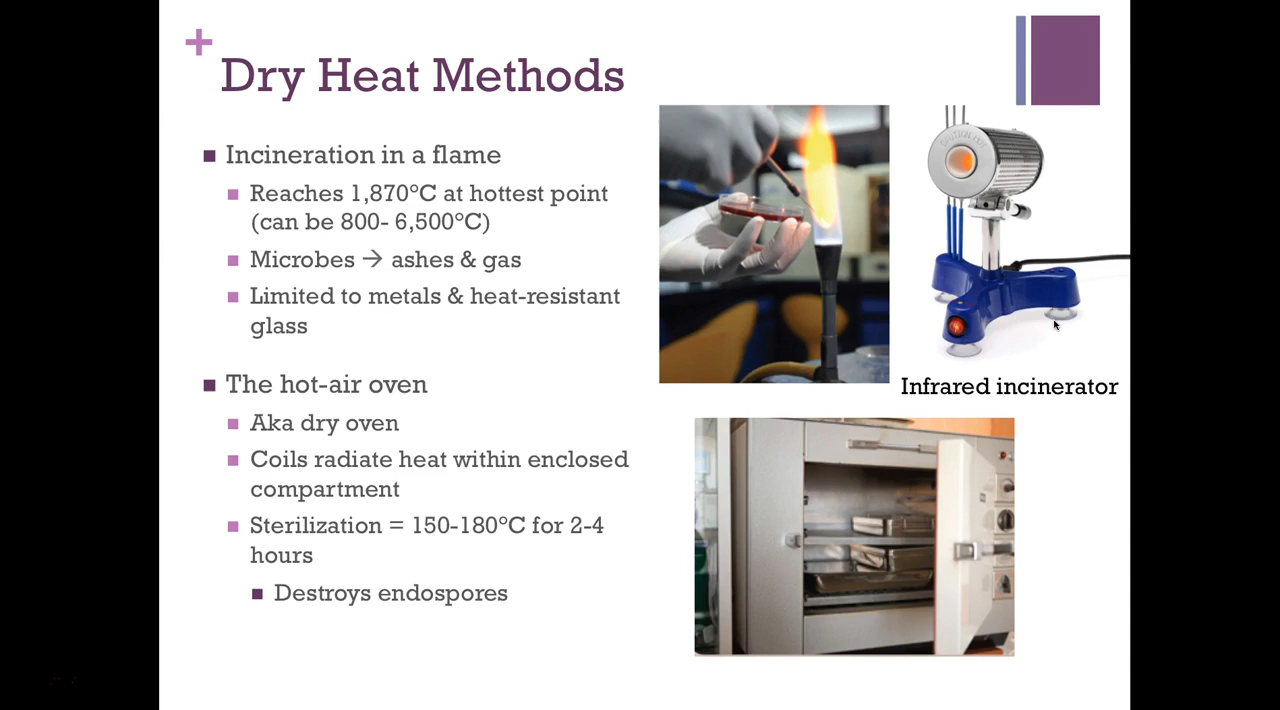 +
Dry Heat Methods
Incineration in a flame
Reaches 1,870°C at hottest point
(can be 800- 6,500°C)
Microbes → ashes & gas
Limited to metals & heat-resistant
glass
The hot-air oven
Aka dry oven
Coils radiate heat within enclosed
compartment
Sterilization = 150-180°C for 2-4
hours
Destroys endospores
Infrared incinerator